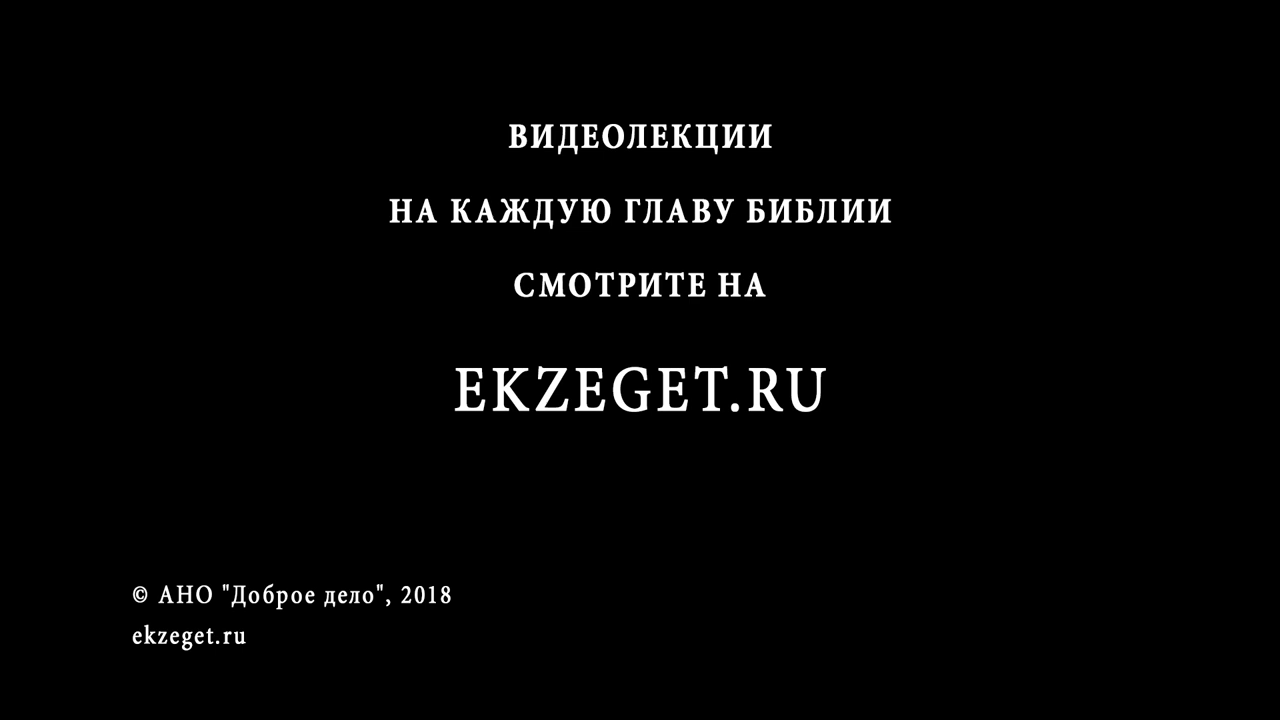 ВИДЕОЛЕКЦИИ
НА КАЖДУЮ ГЛАВУ БИБЛИИ
СМОТРИТЕ НА
EKZEGET.RU
© АНО "Доброе дело", 2018
ekzeget.ru